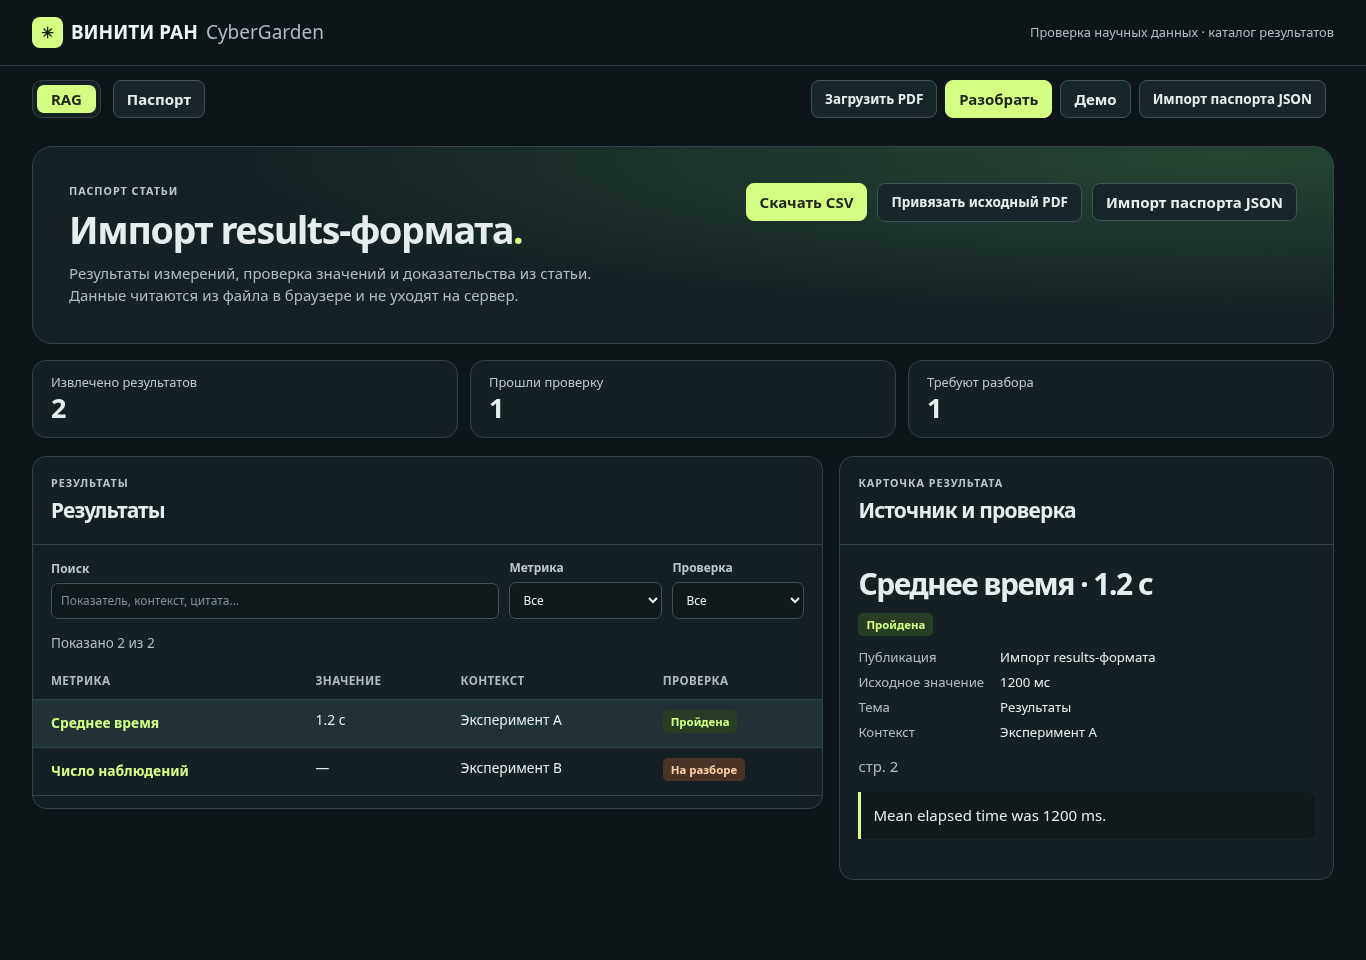 ВИНИТИ РАН CyberGarden
Проверка научных данных · каталог результатов
RAG
Паспорт
Загрузить PDF
Разобрать
Демо
Импорт паспорта JSON
ПАСПОРТ СТАТЬИ
Импорт results-формата.
Результаты измерений, проверка значений и доказательства из статьи.
Данные читаются из файла в браузере и не уходят на сервер.
Скачать CSV
Привязать исходный PDF
Импорт паспорта JSON
Извлечено результатов
2
Прошли проверку
1
Требуют разбора
1
РЕЗУЛЬТАТЫ
Результаты
Поиск
Показатель, контекст, цитата...
Метрика
Все
Проверка
Все
Показано 2 из 2
МЕТРИКА ЗНАЧЕНИЕ КОНТЕКСТ ПРОВЕРКА
Среднее время 1.2 с Эксперимент A Пройдена
Число наблюдений — Эксперимент B На разборе
КАРТОЧКА РЕЗУЛЬТАТА
Источник и проверка
Среднее время · 1.2 с
Пройдена
Публикация Импорт results-формата
Исходное значение 1200 мс
Тема Результаты
Контекст Эксперимент A
стр. 2
Mean elapsed time was 1200 ms.